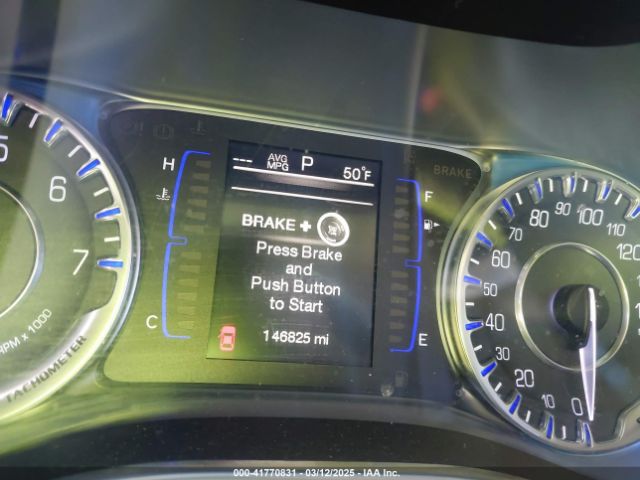 H
--- AVG MPG P 50°F
F
BRAKE
BRAKE +
Press Brake
and
Push Button
to Start
146825 mi
C
E
5
6
7
RPM x 1000
TACHOMETER
0
10
20
30
40
50
60
70
80
90
100
110
120
000-41770831 - 03/12/2025 - IAA Inc.